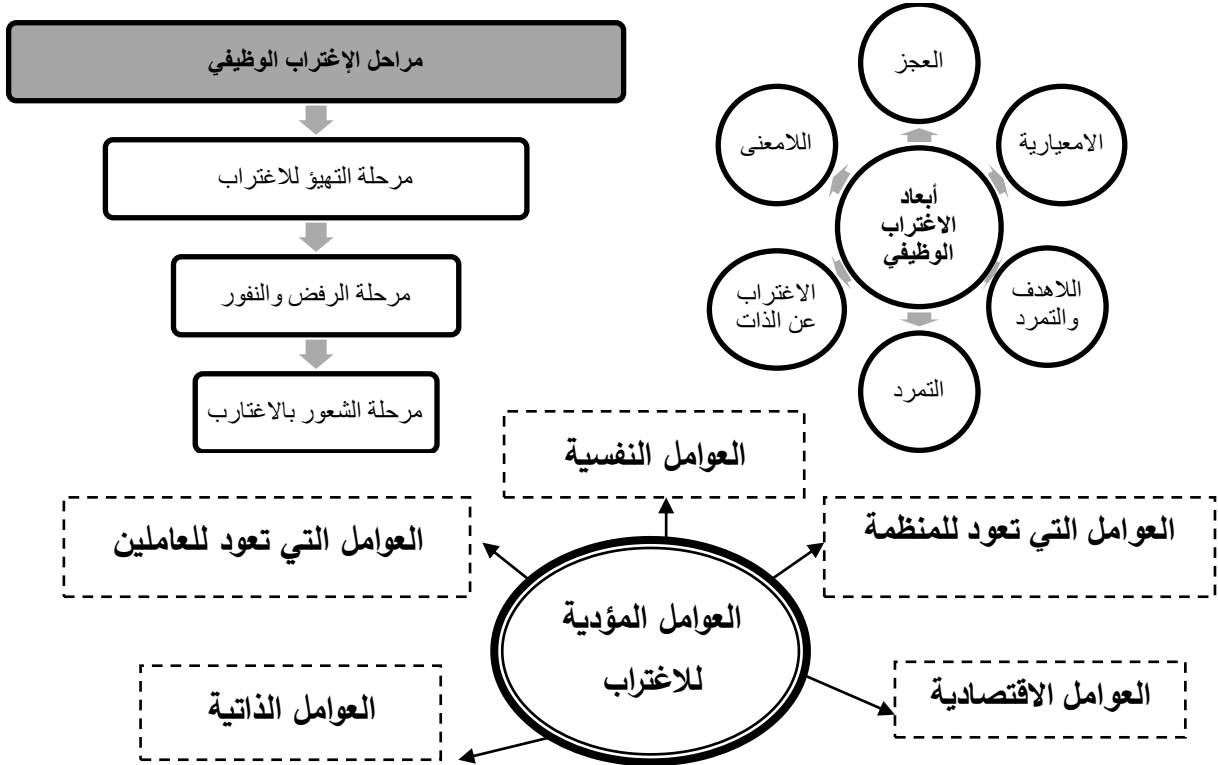 مراحل الإغتراب الوظيفي
مرحلة التهيؤ للاغتراب
مرحلة الرفض والنفور
مرحلة الشعور بالاغتارب
العجز
الامعيارية
اللامعنى
أبعاد
الاغتراب
الوظيفي
اللاهدف
والتمرد
الاغتراب
عن الذات
التمرد
العوامل النفسية
العوامل التي تعود للمنظمة
العوامل التي تعود للعاملين
العوامل المؤدية
للاغتراب
العوامل الاقتصادية
العوامل الذاتية